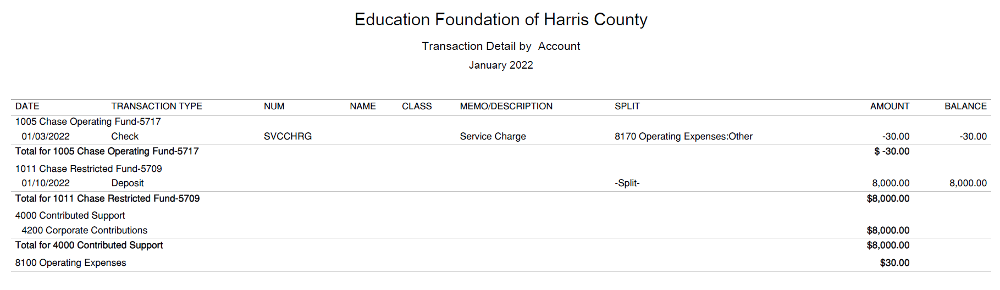 Education Foundation of Harris County
Transaction Detail by Account
January 2022
DATE TRANSACTION TYPE NUM NAME CLASS MEMO/DESCRIPTION SPLIT AMOUNT BALANCE
1005 Chase Operating Fund-5717
01/03/2022 Check SVCCHRG Service Charge 8170 Operating Expenses:Other -30.00 -30.00
Total for 1005 Chase Operating Fund-5717 $ -30.00
1011 Chase Restricted Fund-5709
01/10/2022 Deposit -Split- 8,000.00 8,000.00
Total for 1011 Chase Restricted Fund-5709 $8,000.00
4000 Contributed Support
4200 Corporate Contributions $8,000.00
Total for 4000 Contributed Support $8,000.00
8100 Operating Expenses $30.00